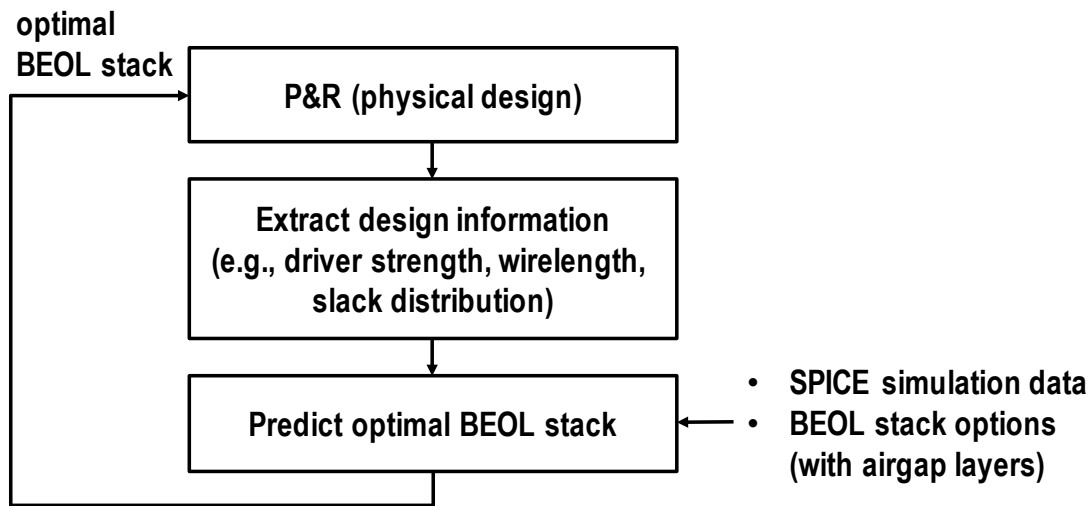 optimal
BEOL stack
P&R (physical design)
Extract design information
(e.g., driver strength, wirelength,
slack distribution)
Predict optimal BEOL stack
• SPICE simulation data
• BEOL stack options
(with airgap layers)